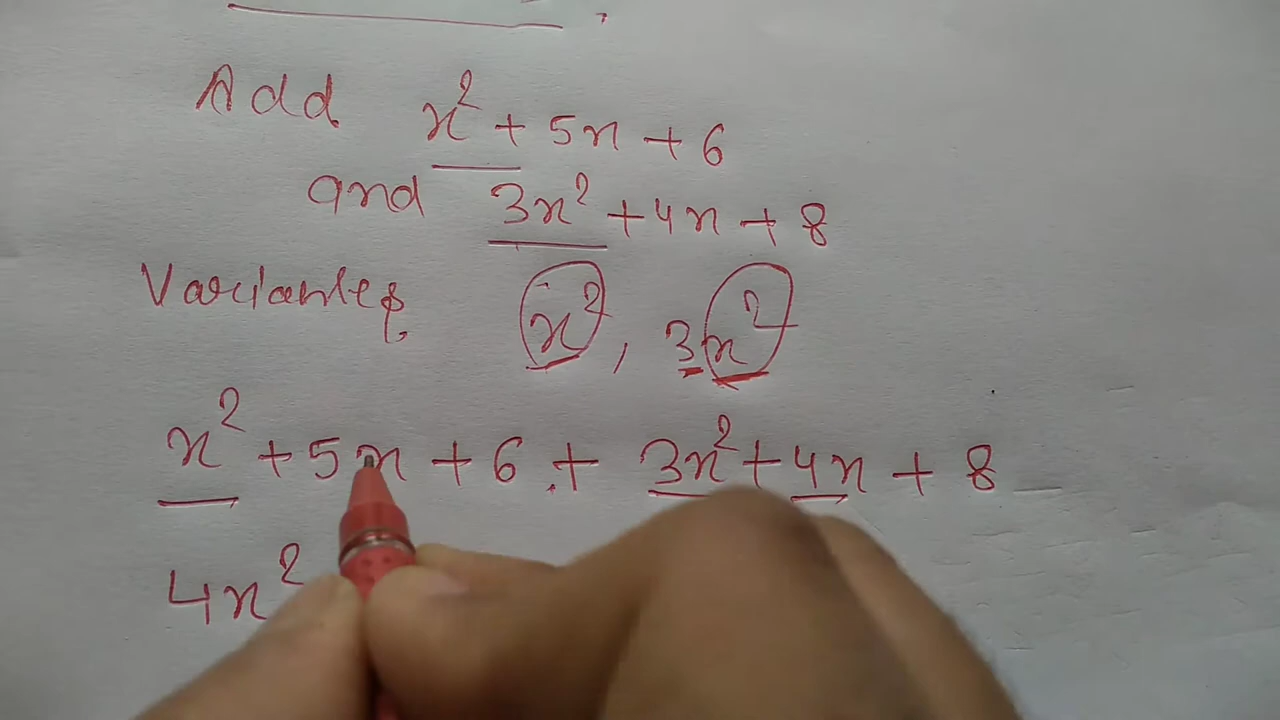 Add x² + 5x + 6
and 3x² + 4x + 8
Variables x², 3x²
x² + 5x + 6 + 3x² + 4x + 8
4x²